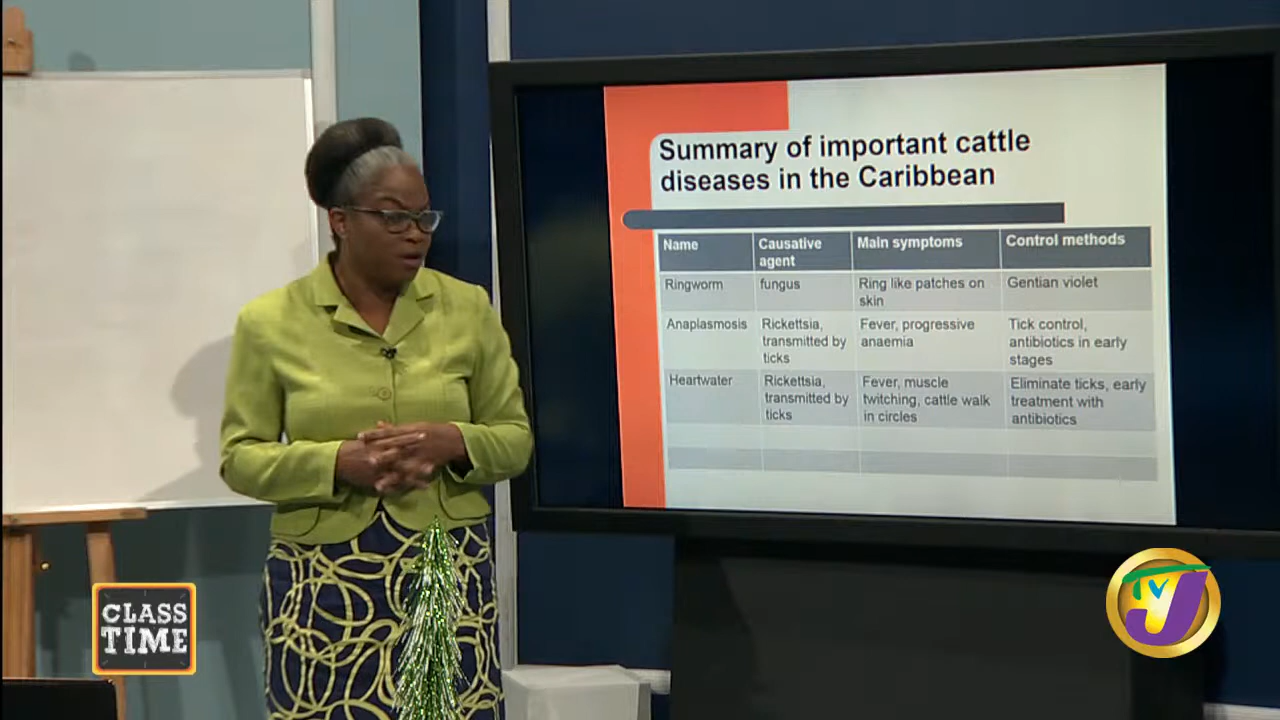 Summary of important cattle
diseases in the Caribbean
Name
Causative
agent
Main symptoms
Control methods
Ringworm
fungus
Ring like patches on
skin
Gentian violet
Anaplasmosis
Rickettsia,
transmitted by
ticks
Fever, progressive
anaemia
Tick control,
antibiotics in early
stages
Heartwater
Rickettsia,
transmitted by
ticks
Fever, muscle
twitching, cattle walk
in circles
Eliminate ticks, early
treatment with
antibiotics
CLASS
TIME
TVJ